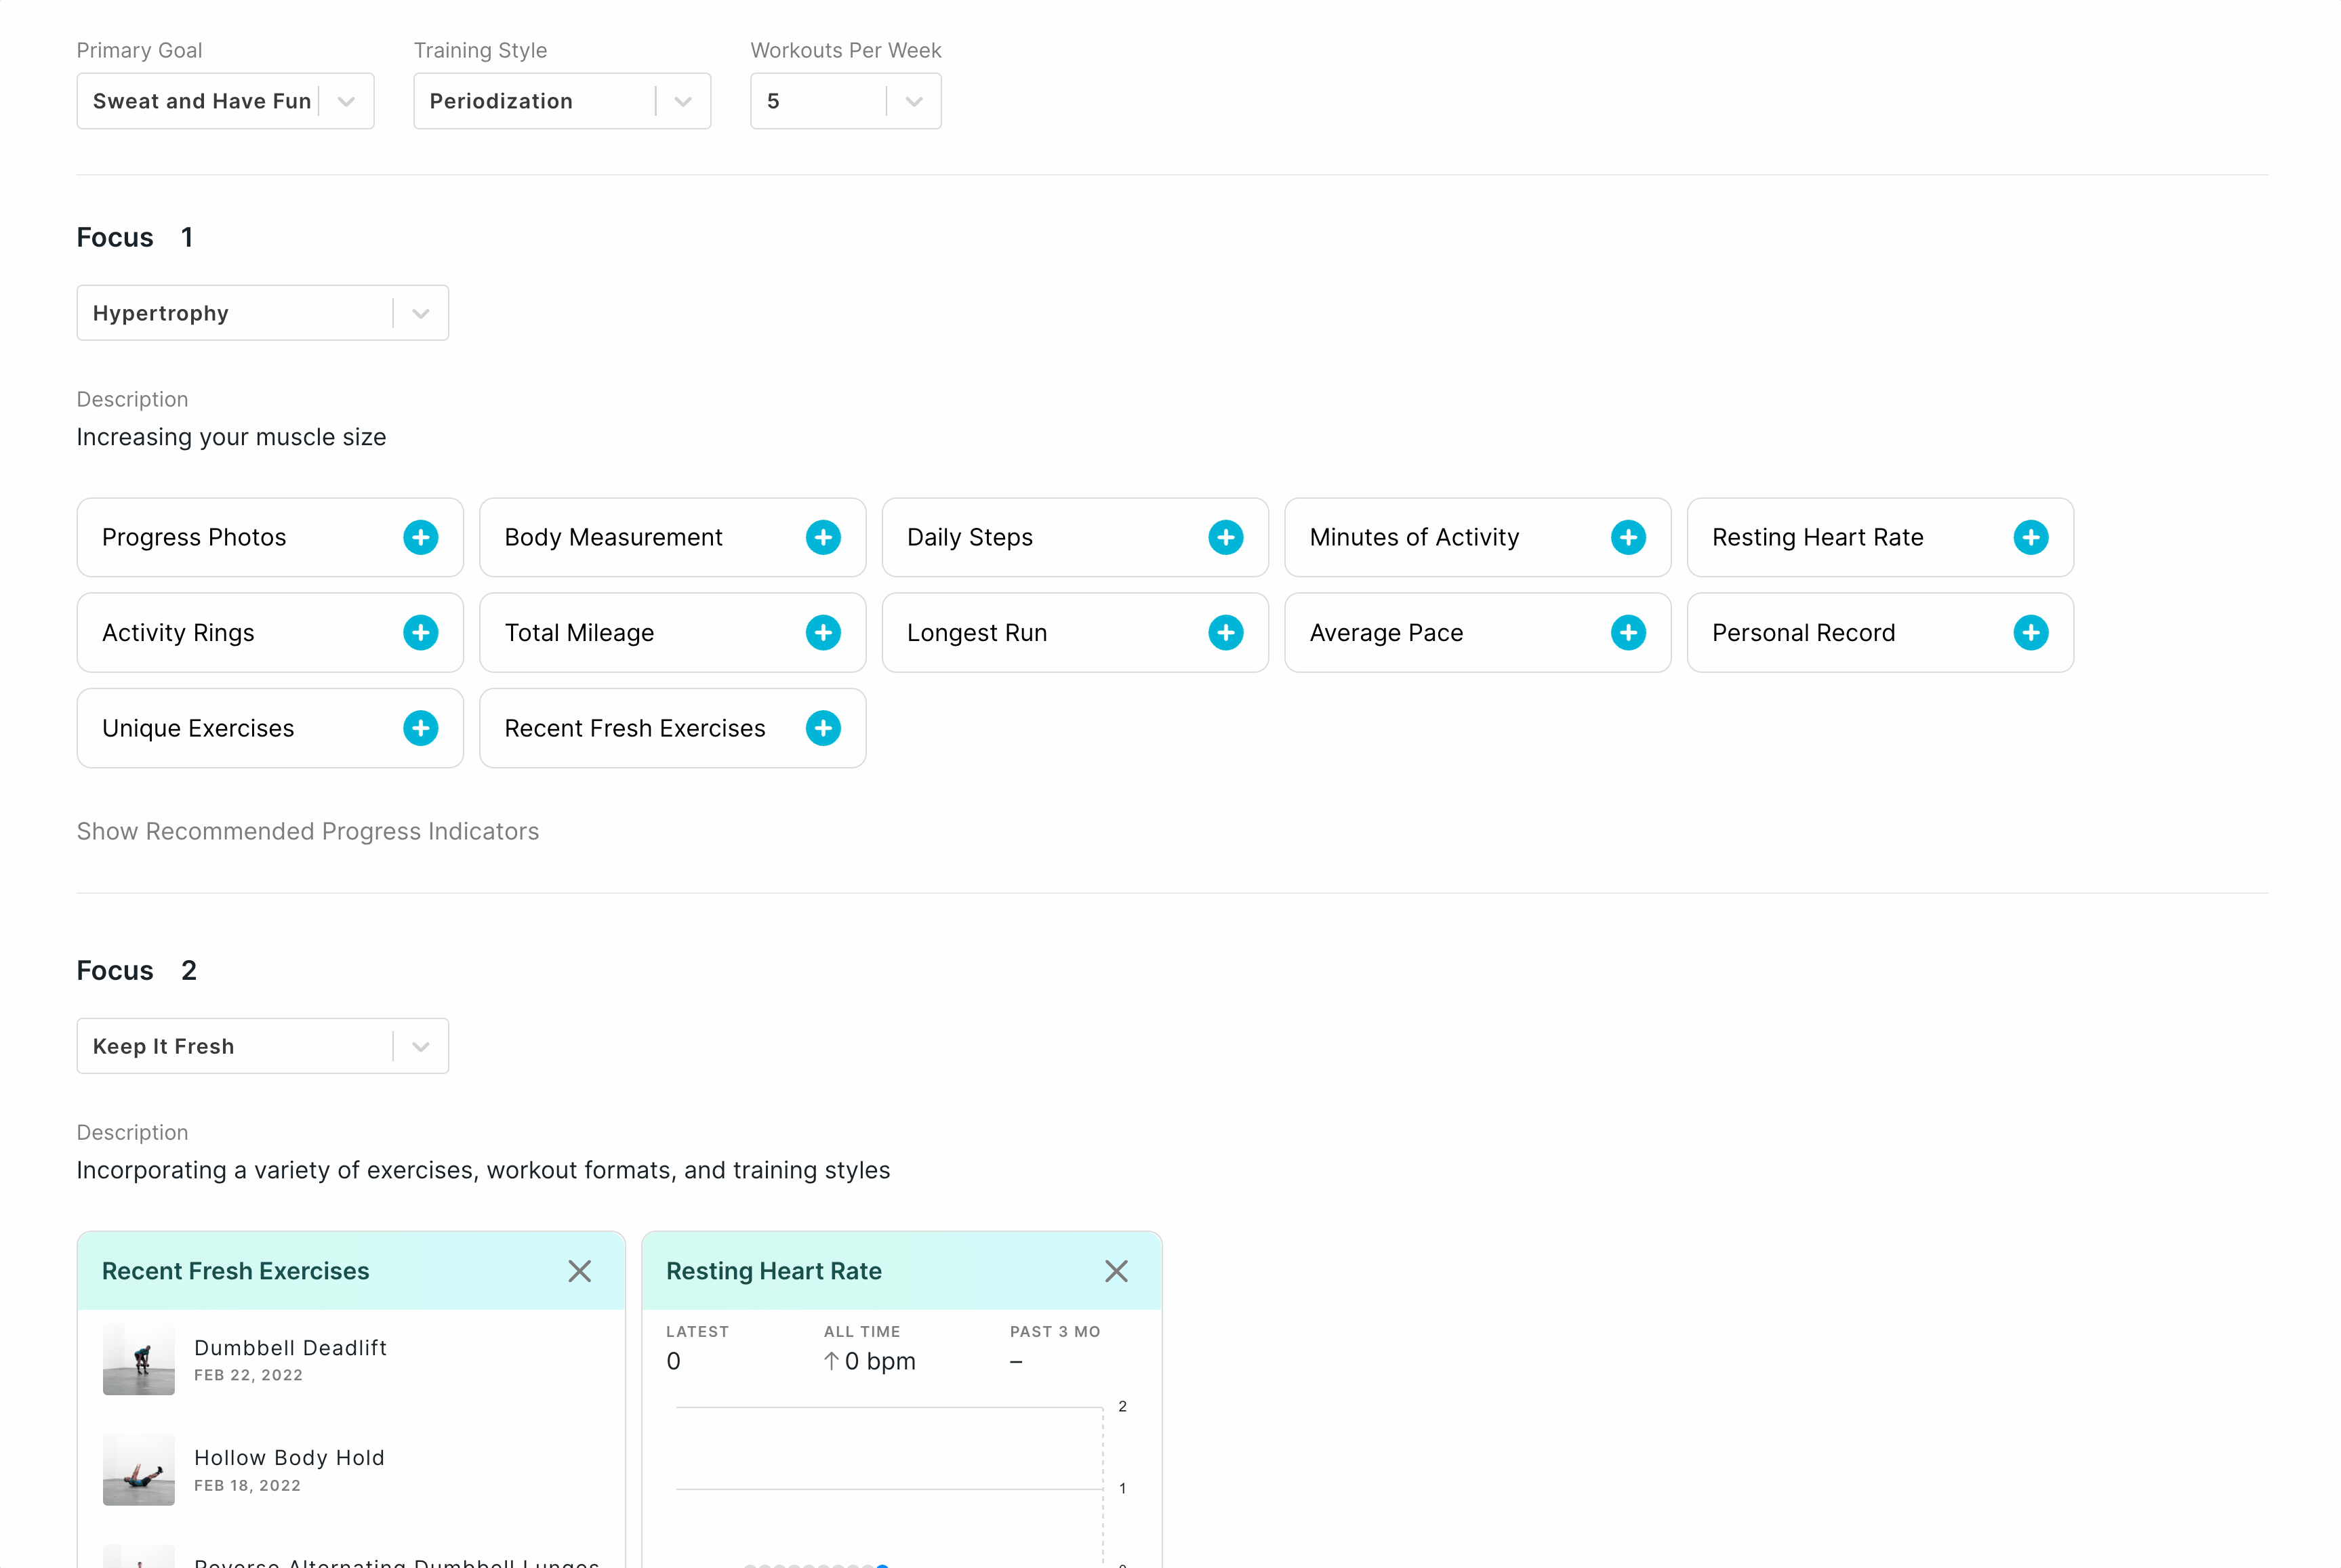 Primary Goal
Training Style
Workouts Per Week
Sweat and Have Fun
Periodization
5
Focus 1
Hypertrophy
Description
Increasing your muscle size
Progress Photos
Body Measurement
Daily Steps
Minutes of Activity
Resting Heart Rate
Activity Rings
Total Mileage
Longest Run
Average Pace
Personal Record
Unique Exercises
Recent Fresh Exercises
Show Recommended Progress Indicators
Focus 2
Keep It Fresh
Description
Incorporating a variety of exercises, workout formats, and training styles
Recent Fresh Exercises
Dumbbell Deadlift
FEB 22, 2022
Hollow Body Hold
FEB 18, 2022
Reverse Alternating Dumbbell Lunges
Resting Heart Rate
LATEST
0
ALL TIME
↑0 bpm
PAST 3 MO
–
2
1